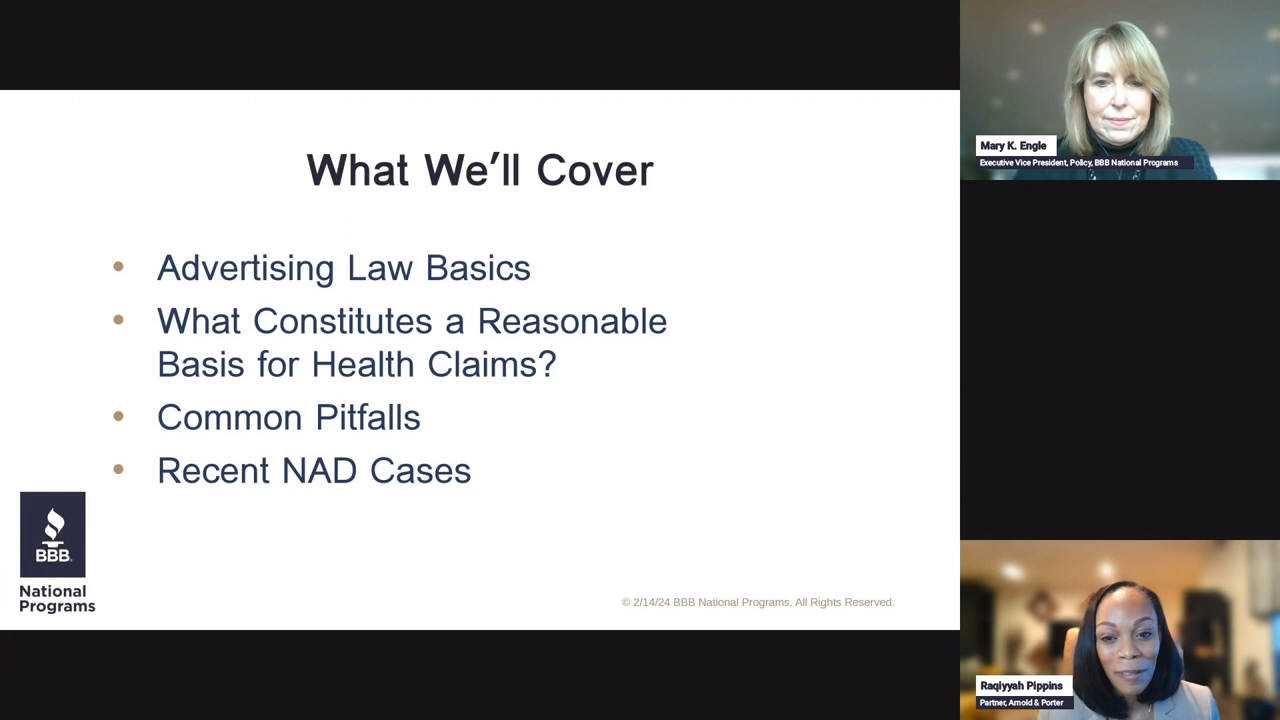 What We’ll Cover
• Advertising Law Basics
• What Constitutes a Reasonable
Basis for Health Claims?
• Common Pitfalls
• Recent NAD Cases
BBB
National
Programs
© 2/14/24 BBB National Programs. All Rights Reserved.
Mary K. Engle
Executive Vice President, Policy, BBB National Programs
Raqiyyah Pippins
Partner, Arnold & Porter